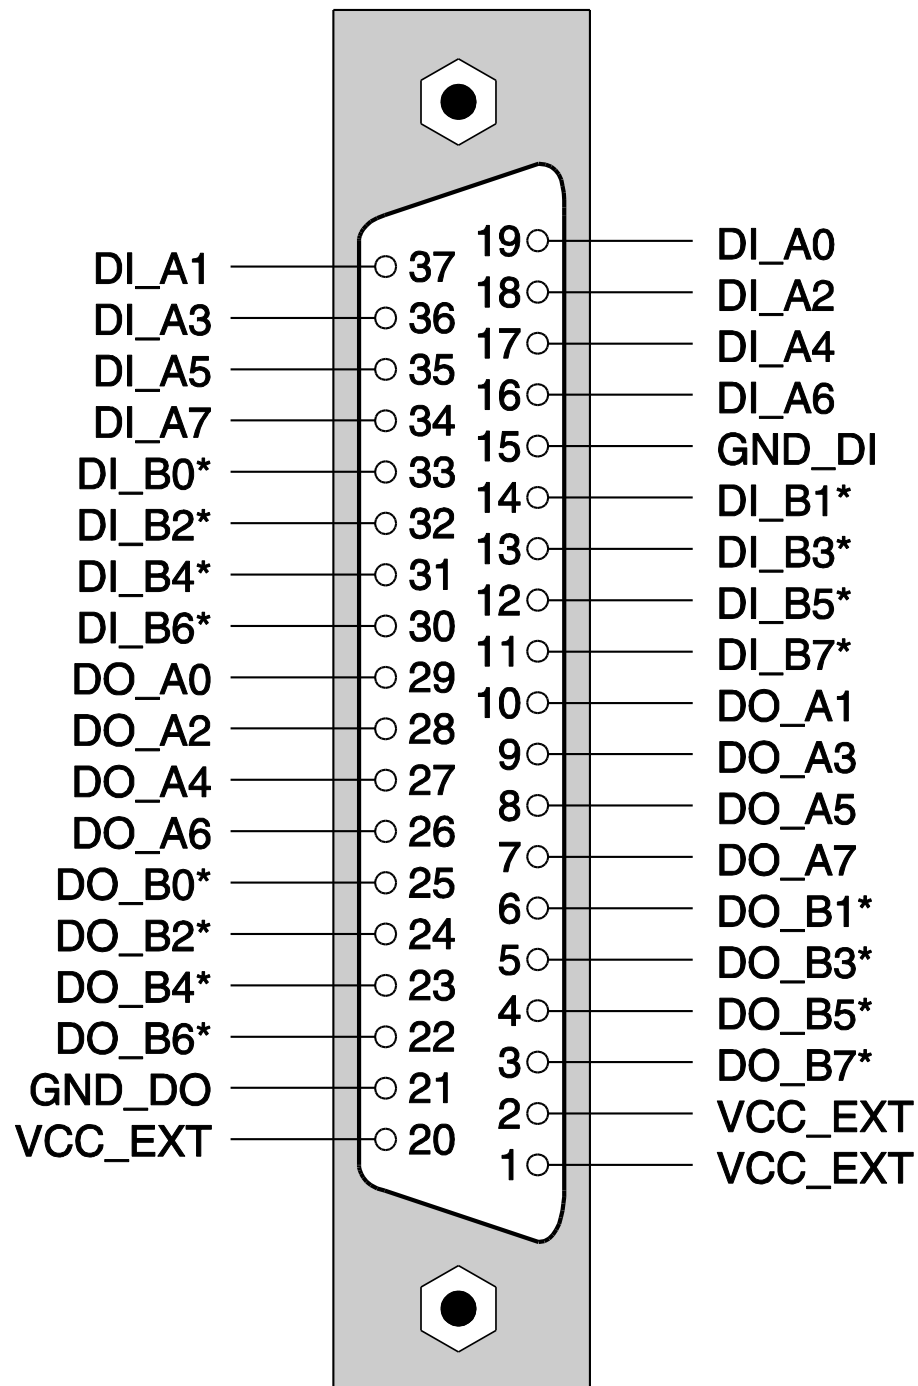 19 DI_A0
DI_A1 37
18 DI_A2
DI_A3 36
17 DI_A4
DI_A5 35
16 DI_A6
DI_A7 34
15 GND_DI
DI_B0* 33
14 DI_B1*
DI_B2* 32
13 DI_B3*
DI_B4* 31
12 DI_B5*
DI_B6* 30
11 DI_B7*
DO_A0 29
10 DO_A1
DO_A2 28
9 DO_A3
DO_A4 27
8 DO_A5
DO_A6 26
7 DO_A7
DO_B0* 25
6 DO_B1*
DO_B2* 24
5 DO_B3*
DO_B4* 23
4 DO_B5*
DO_B6* 22
3 DO_B7*
GND_DO 21
2 VCC_EXT
VCC_EXT 20
1 VCC_EXT